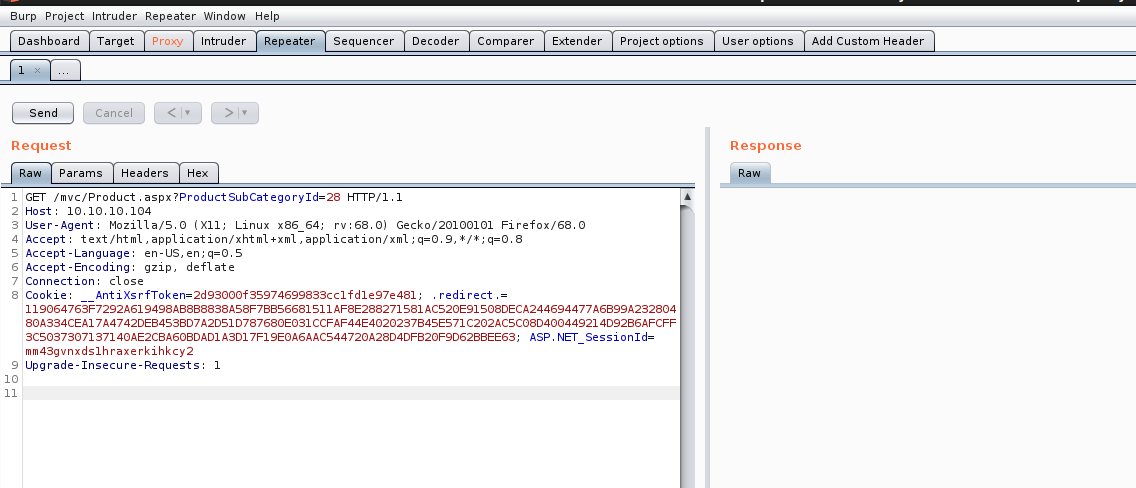 Burp Project Intruder Repeater Window Help
Dashboard Target Proxy Intruder Repeater Sequencer Decoder Comparer Extender Project options User options Add Custom Header
1 × ...
Send Cancel < ▾ > ▾
Request
Response
Raw Params Headers Hex
Raw
1 GET /mvc/Product.aspx?ProductSubCategoryId=28 HTTP/1.1
2 Host: 10.10.10.104
3 User-Agent: Mozilla/5.0 (X11; Linux x86_64; rv:68.0) Gecko/20100101 Firefox/68.0
4 Accept: text/html,application/xhtml+xml,application/xml;q=0.9,*/*;q=0.8
5 Accept-Language: en-US,en;q=0.5
6 Accept-Encoding: gzip, deflate
7 Connection: close
8 Cookie: __AntiXsrfToken=2d93000f35974699833cc1fd1e97e481; .redirect.=
119064763F7292A619498AB8B8838A58F7BB56681511AF8E288271581AC520E91508DECA244694477A6B99A232804
80A334CEA17A4742DEB453BD7A2D51D787680E031CCFAF44E4020237B45E571C202AC5C08D400449214D92B6AFCFF
3C5037307137140AE2CBA60BDAD1A3D17F19E0A6AAC544720A28D4DFB20F9D62BBEE63; ASP.NET_SessionId=
mm43gvnxds1hraxerkihkcy2
9 Upgrade-Insecure-Requests: 1
10
11